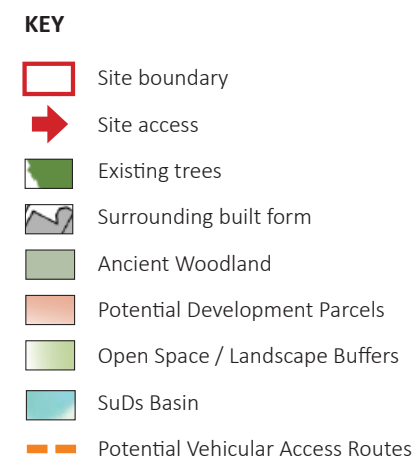 KEY
Site boundary
Site access
Existing trees
Surrounding built form
Ancient Woodland
Potential Development Parcels
Open Space / Landscape Buffers
SuDs Basin
Potential Vehicular Access Routes